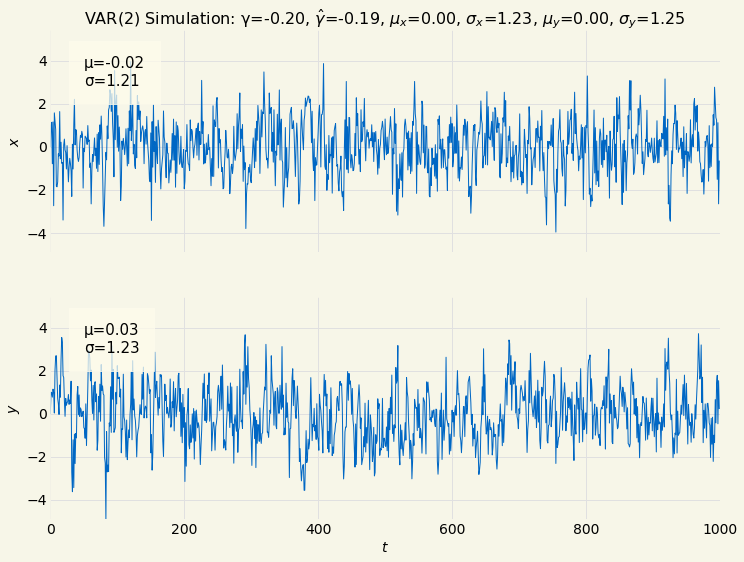 VAR(2) Simulation: γ=-0.20, γ̂=-0.19, μₓ=0.00, σₓ=1.23, μ_y=0.00, σ_y=1.25
μ=-0.02
σ=1.21
4
2
0
−2
−4
x
μ=0.03
σ=1.23
4
2
0
−2
−4
y
0 200 400 600 800 1000
t